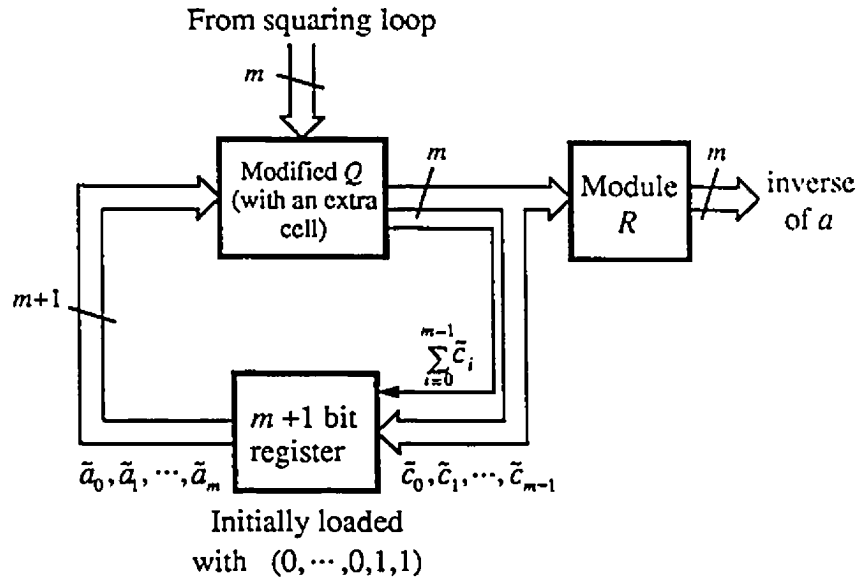 From squaring loop
m
Modified Q
(with an extra
cell)
m
Module
R
m
inverse
of a
m+1
m-1
∑ c̃ᵢ
i=0
m +1 bit
register
ã₀,ã₁,⋯,ãₘ
c̃₀,c̃₁,⋯,c̃ₘ₋₁
Initially loaded
with (0,⋯,0,1,1)